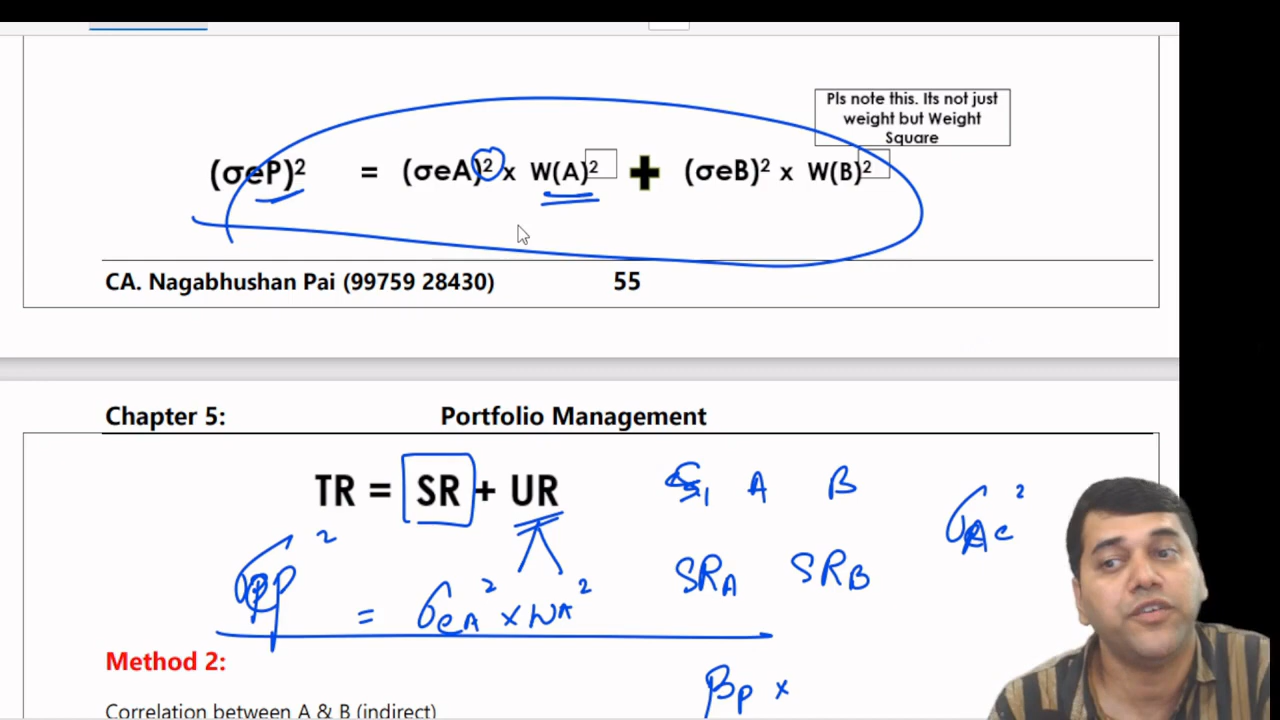 Pls note this. Its not just
weight but Weight
Square
(σeP)² = (σeA)² x W(A)² + (σeB)² x W(B)²
CA. Nagabhushan Pai (99759 28430) 55
Chapter 5: Portfolio Management
TR = SR + UR
A B
σAe²
SRA SRB
= σeA² x WA²
Method 2:
βp x
Correlation between A & B (indirect)